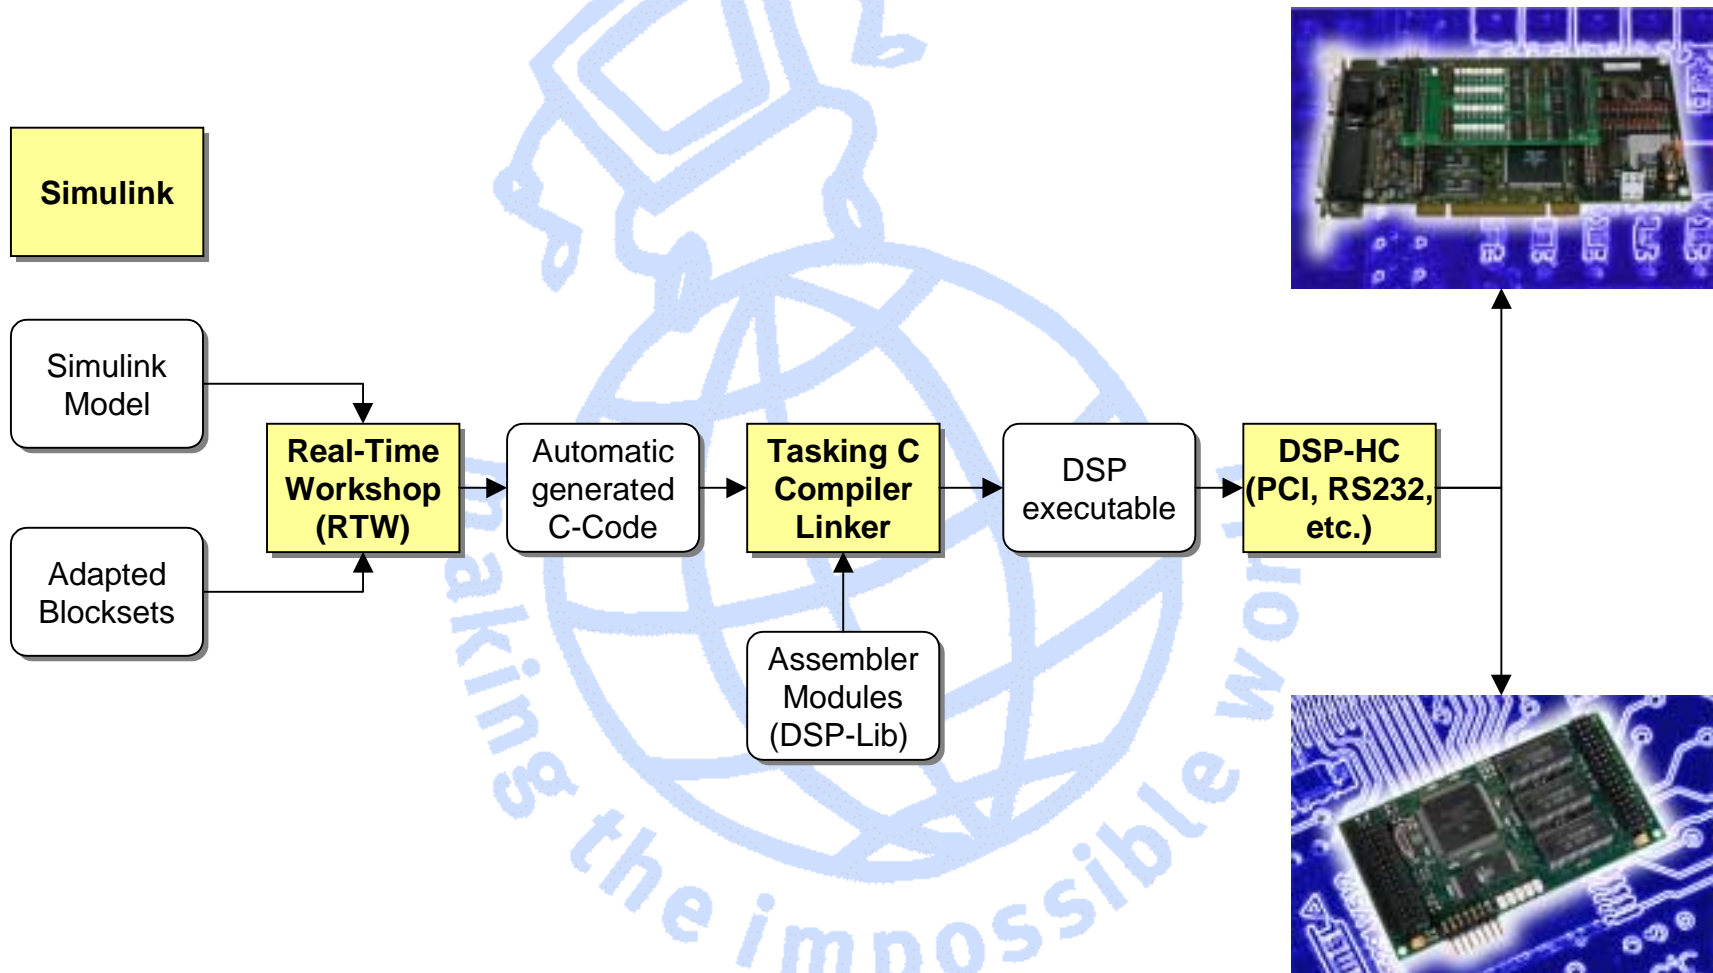 Simulink
Simulink
Model
Adapted
Blocksets
Real-Time
Workshop
(RTW)
Automatic
generated
C-Code
Tasking C
Compiler
Linker
Assembler
Modules
(DSP-Lib)
DSP
executable
DSP-HC
(PCI, RS232,
etc.)
making the impossible work